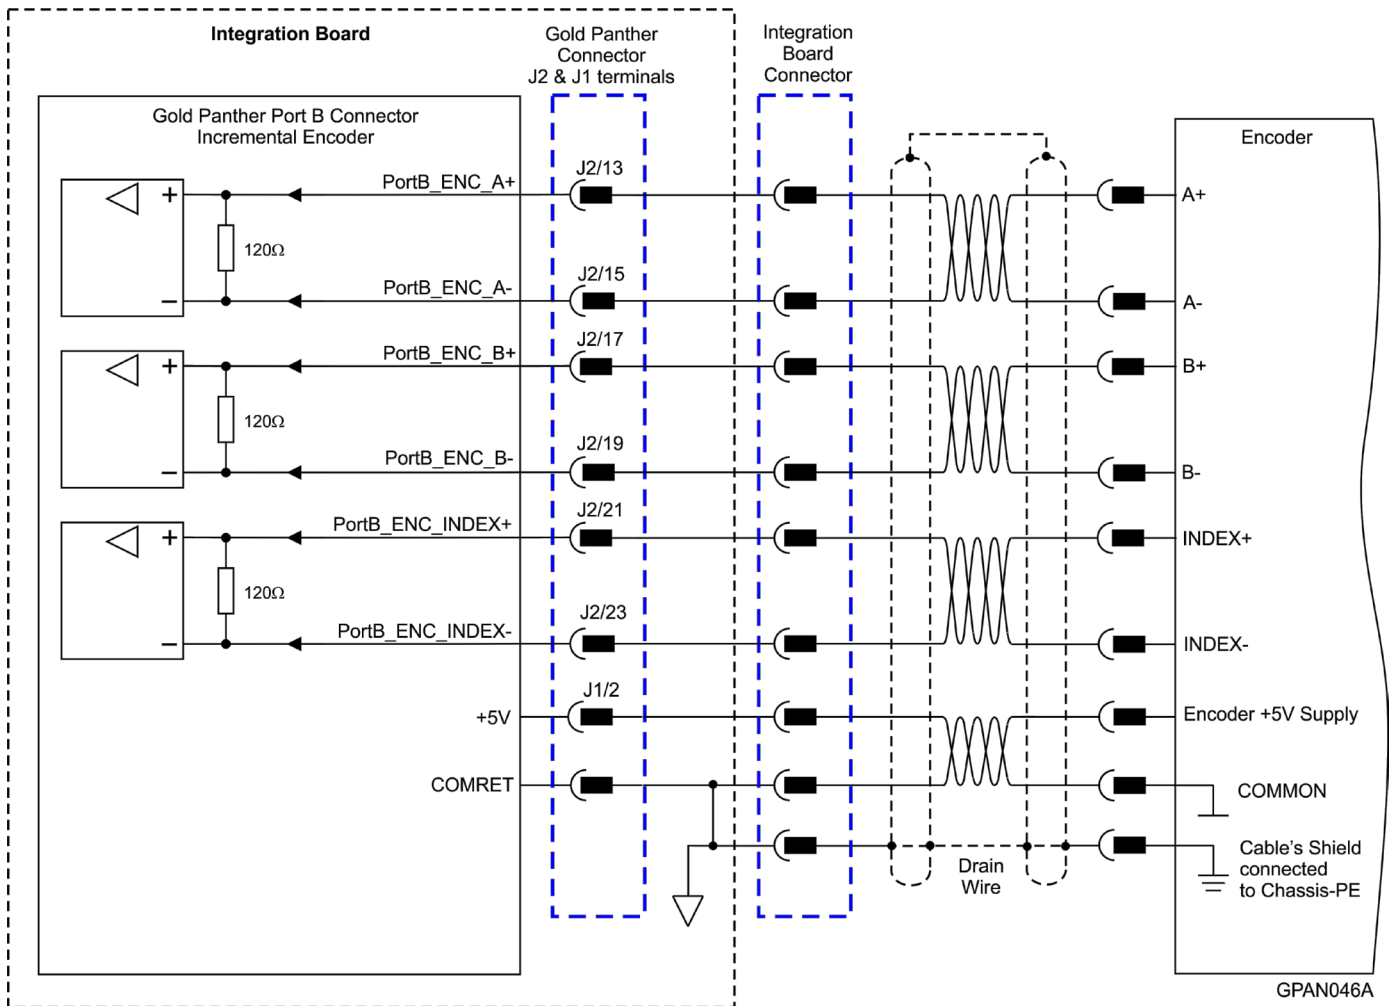 Integration Board
Gold Panther
Connector
J2 & J1 terminals
Integration
Board
Connector
Gold Panther Port B Connector
Incremental Encoder
Encoder
PortB_ENC_A+
J2/13
+
A+
120Ω
PortB_ENC_A-
J2/15
−
A-
PortB_ENC_B+
J2/17
+
B+
120Ω
PortB_ENC_B-
J2/19
−
B-
PortB_ENC_INDEX+
J2/21
+
INDEX+
120Ω
PortB_ENC_INDEX-
J2/23
−
INDEX-
+5V
J1/2
Encoder +5V Supply
COMRET
COMMON
Drain
Wire
Cable's Shield
connected
to Chassis-PE
GPAN046A